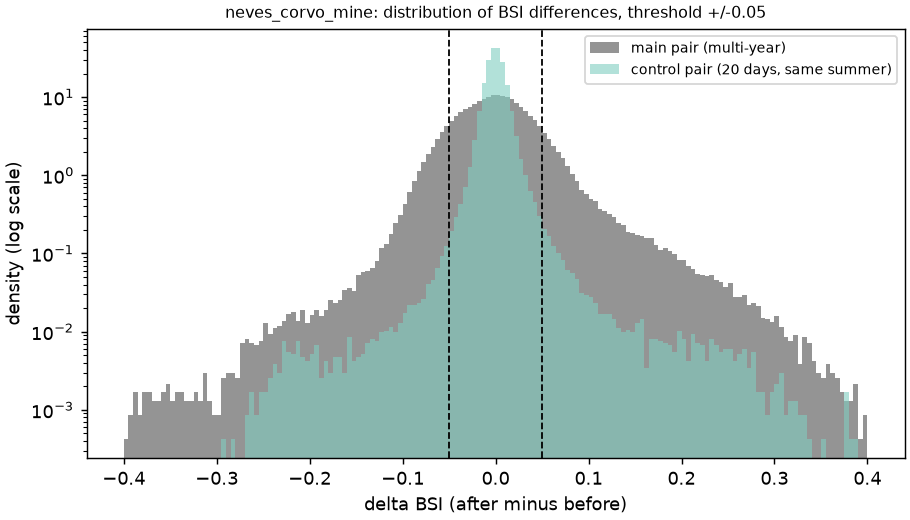 neves_corvo_mine: distribution of BSI differences, threshold +/-0.05
main pair (multi-year)
control pair (20 days, same summer)
density (log scale)
10¹
10⁰
10⁻¹
10⁻²
10⁻³
−0.4 −0.3 −0.2 −0.1 0.0 0.1 0.2 0.3 0.4
delta BSI (after minus before)